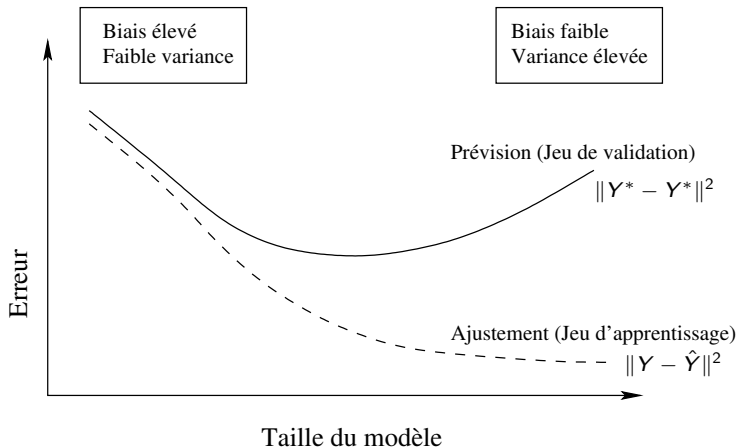 Biais élevé
Faible variance
Biais faible
Variance élevée
Prévision (Jeu de validation)
‖Y* − Y*‖²
Erreur
Ajustement (Jeu d'apprentissage)
‖Y − Ŷ‖²
Taille du modèle